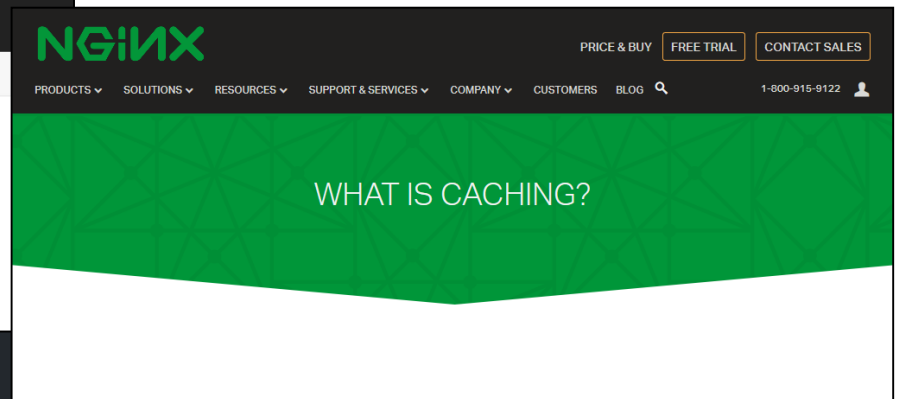 NGINX
PRICE & BUY FREE TRIAL CONTACT SALES
PRODUCTS SOLUTIONS RESOURCES SUPPORT & SERVICES COMPANY CUSTOMERS BLOG 1-800-915-9122
WHAT IS CACHING?